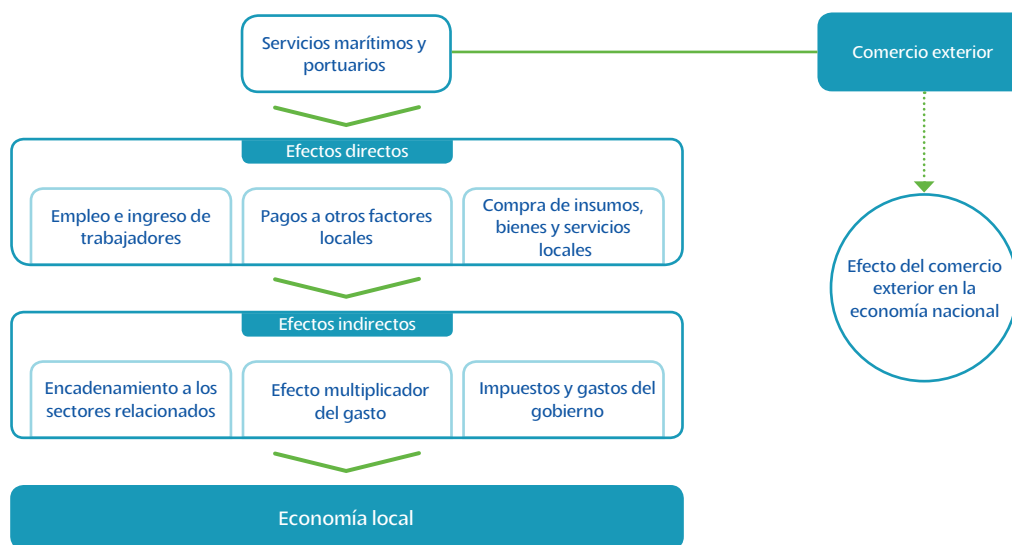 Servicios marítimos y
portuarios
Comercio exterior
Efectos directos
Empleo e ingreso de
trabajadores
Pagos a otros factores
locales
Compra de insumos,
bienes y servicios
locales
Efecto del comercio
exterior en la
economía nacional
Efectos indirectos
Encadenamiento a los
sectores relacionados
Efecto multiplicador
del gasto
Impuestos y gastos del
gobierno
Economía local